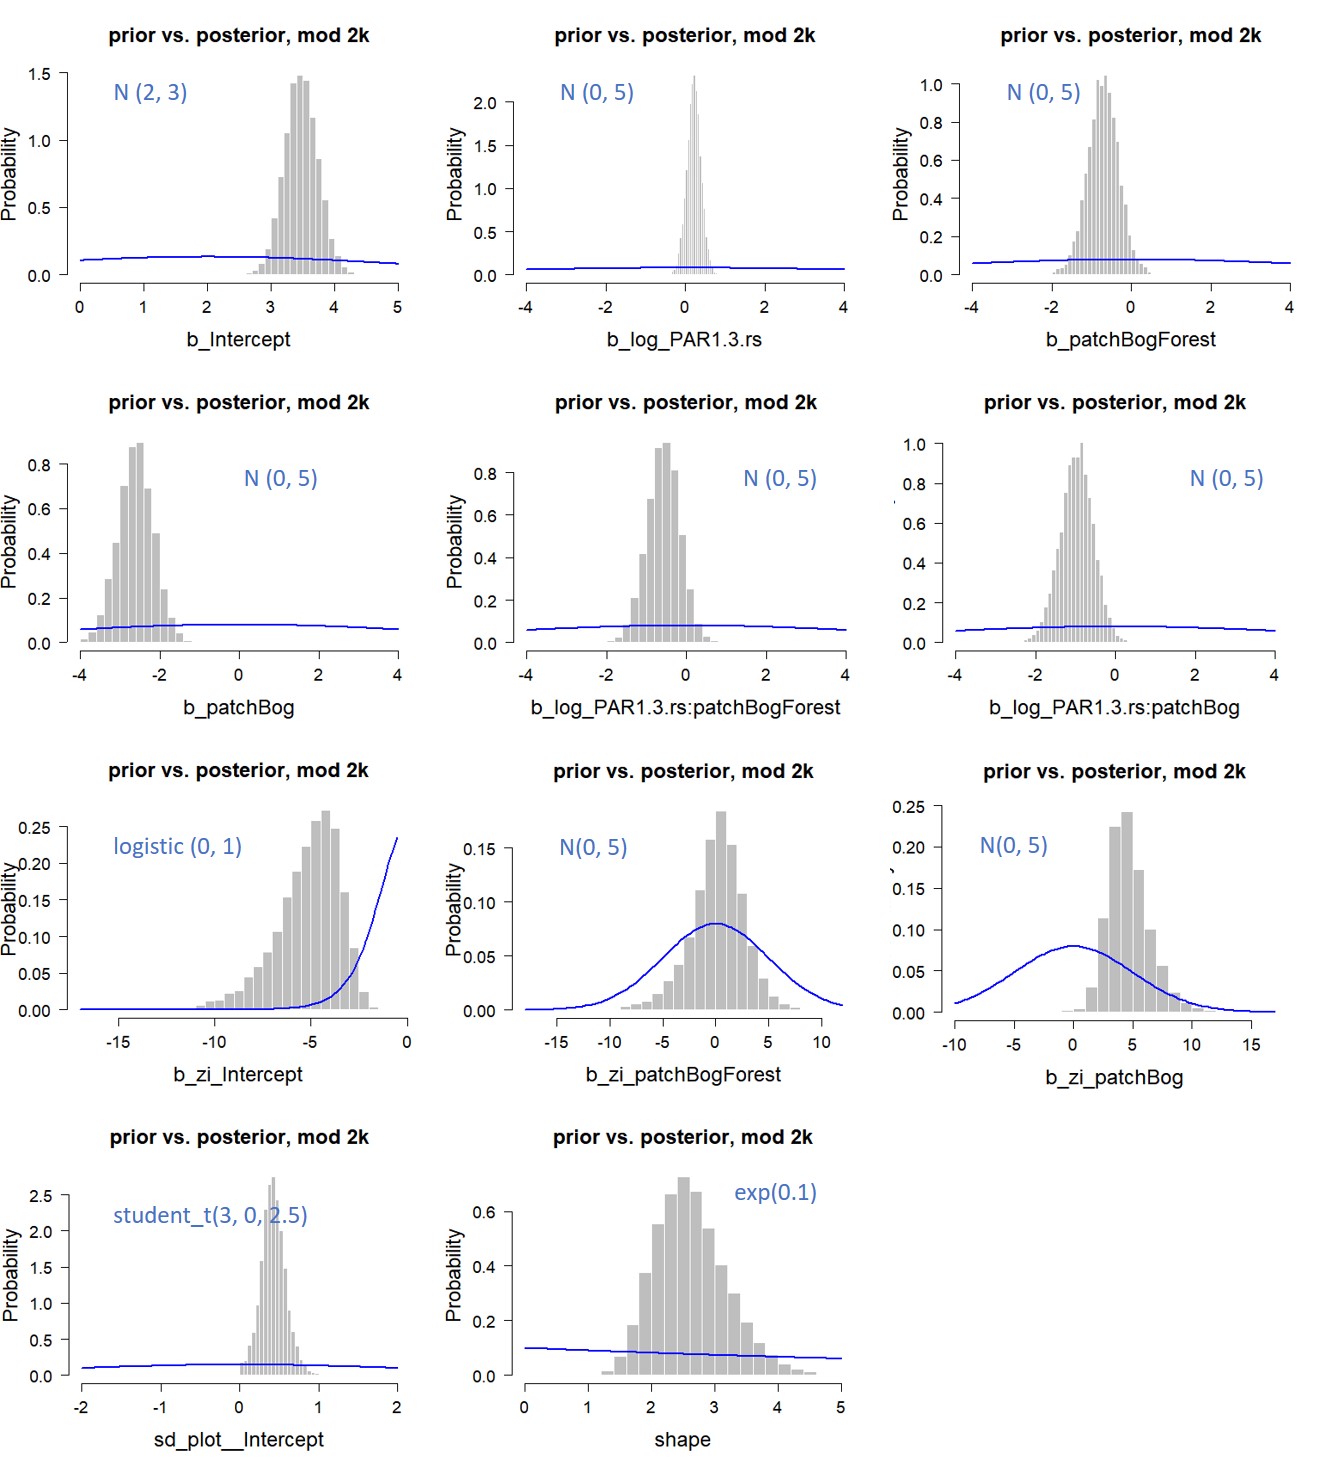 prior vs. posterior, mod 2k
N (2, 3)
Probability
1.5
1.0
0.5
0.0
0 1 2 3 4 5
b_Intercept
prior vs. posterior, mod 2k
N (0, 5)
Probability
2.0
1.5
1.0
0.5
0.0
-4 -2 0 2 4
b_log_PAR1.3.rs
prior vs. posterior, mod 2k
N (0, 5)
Probability
1.0
0.8
0.6
0.4
0.2
0.0
-4 -2 0 2 4
b_patchBogForest
prior vs. posterior, mod 2k
N (0, 5)
Probability
0.8
0.6
0.4
0.2
0.0
-4 -2 0 2 4
b_patchBog
prior vs. posterior, mod 2k
N (0, 5)
Probability
0.8
0.6
0.4
0.2
0.0
-4 -2 0 2 4
b_log_PAR1.3.rs:patchBogForest
prior vs. posterior, mod 2k
N (0, 5)
1.0
0.8
0.6
0.4
0.2
0.0
-4 -2 0 2 4
b_log_PAR1.3.rs:patchBog
prior vs. posterior, mod 2k
logistic (0, 1)
Probability
0.25
0.20
0.15
0.10
0.05
0.00
-15 -10 -5 0
b_zi_Intercept
prior vs. posterior, mod 2k
N(0, 5)
Probability
0.15
0.10
0.05
0.00
-15 -10 -5 0 5 10
b_zi_patchBogForest
prior vs. posterior, mod 2k
N(0, 5)
0.25
0.20
0.15
0.10
0.05
0.00
-10 -5 0 5 10 15
b_zi_patchBog
prior vs. posterior, mod 2k
student_t(3, 0, 2.5)
Probability
2.5
2.0
1.5
1.0
0.5
0.0
-2 -1 0 1 2
sd_plot__Intercept
prior vs. posterior, mod 2k
exp(0.1)
Probability
0.6
0.4
0.2
0.0
0 1 2 3 4 5
shape